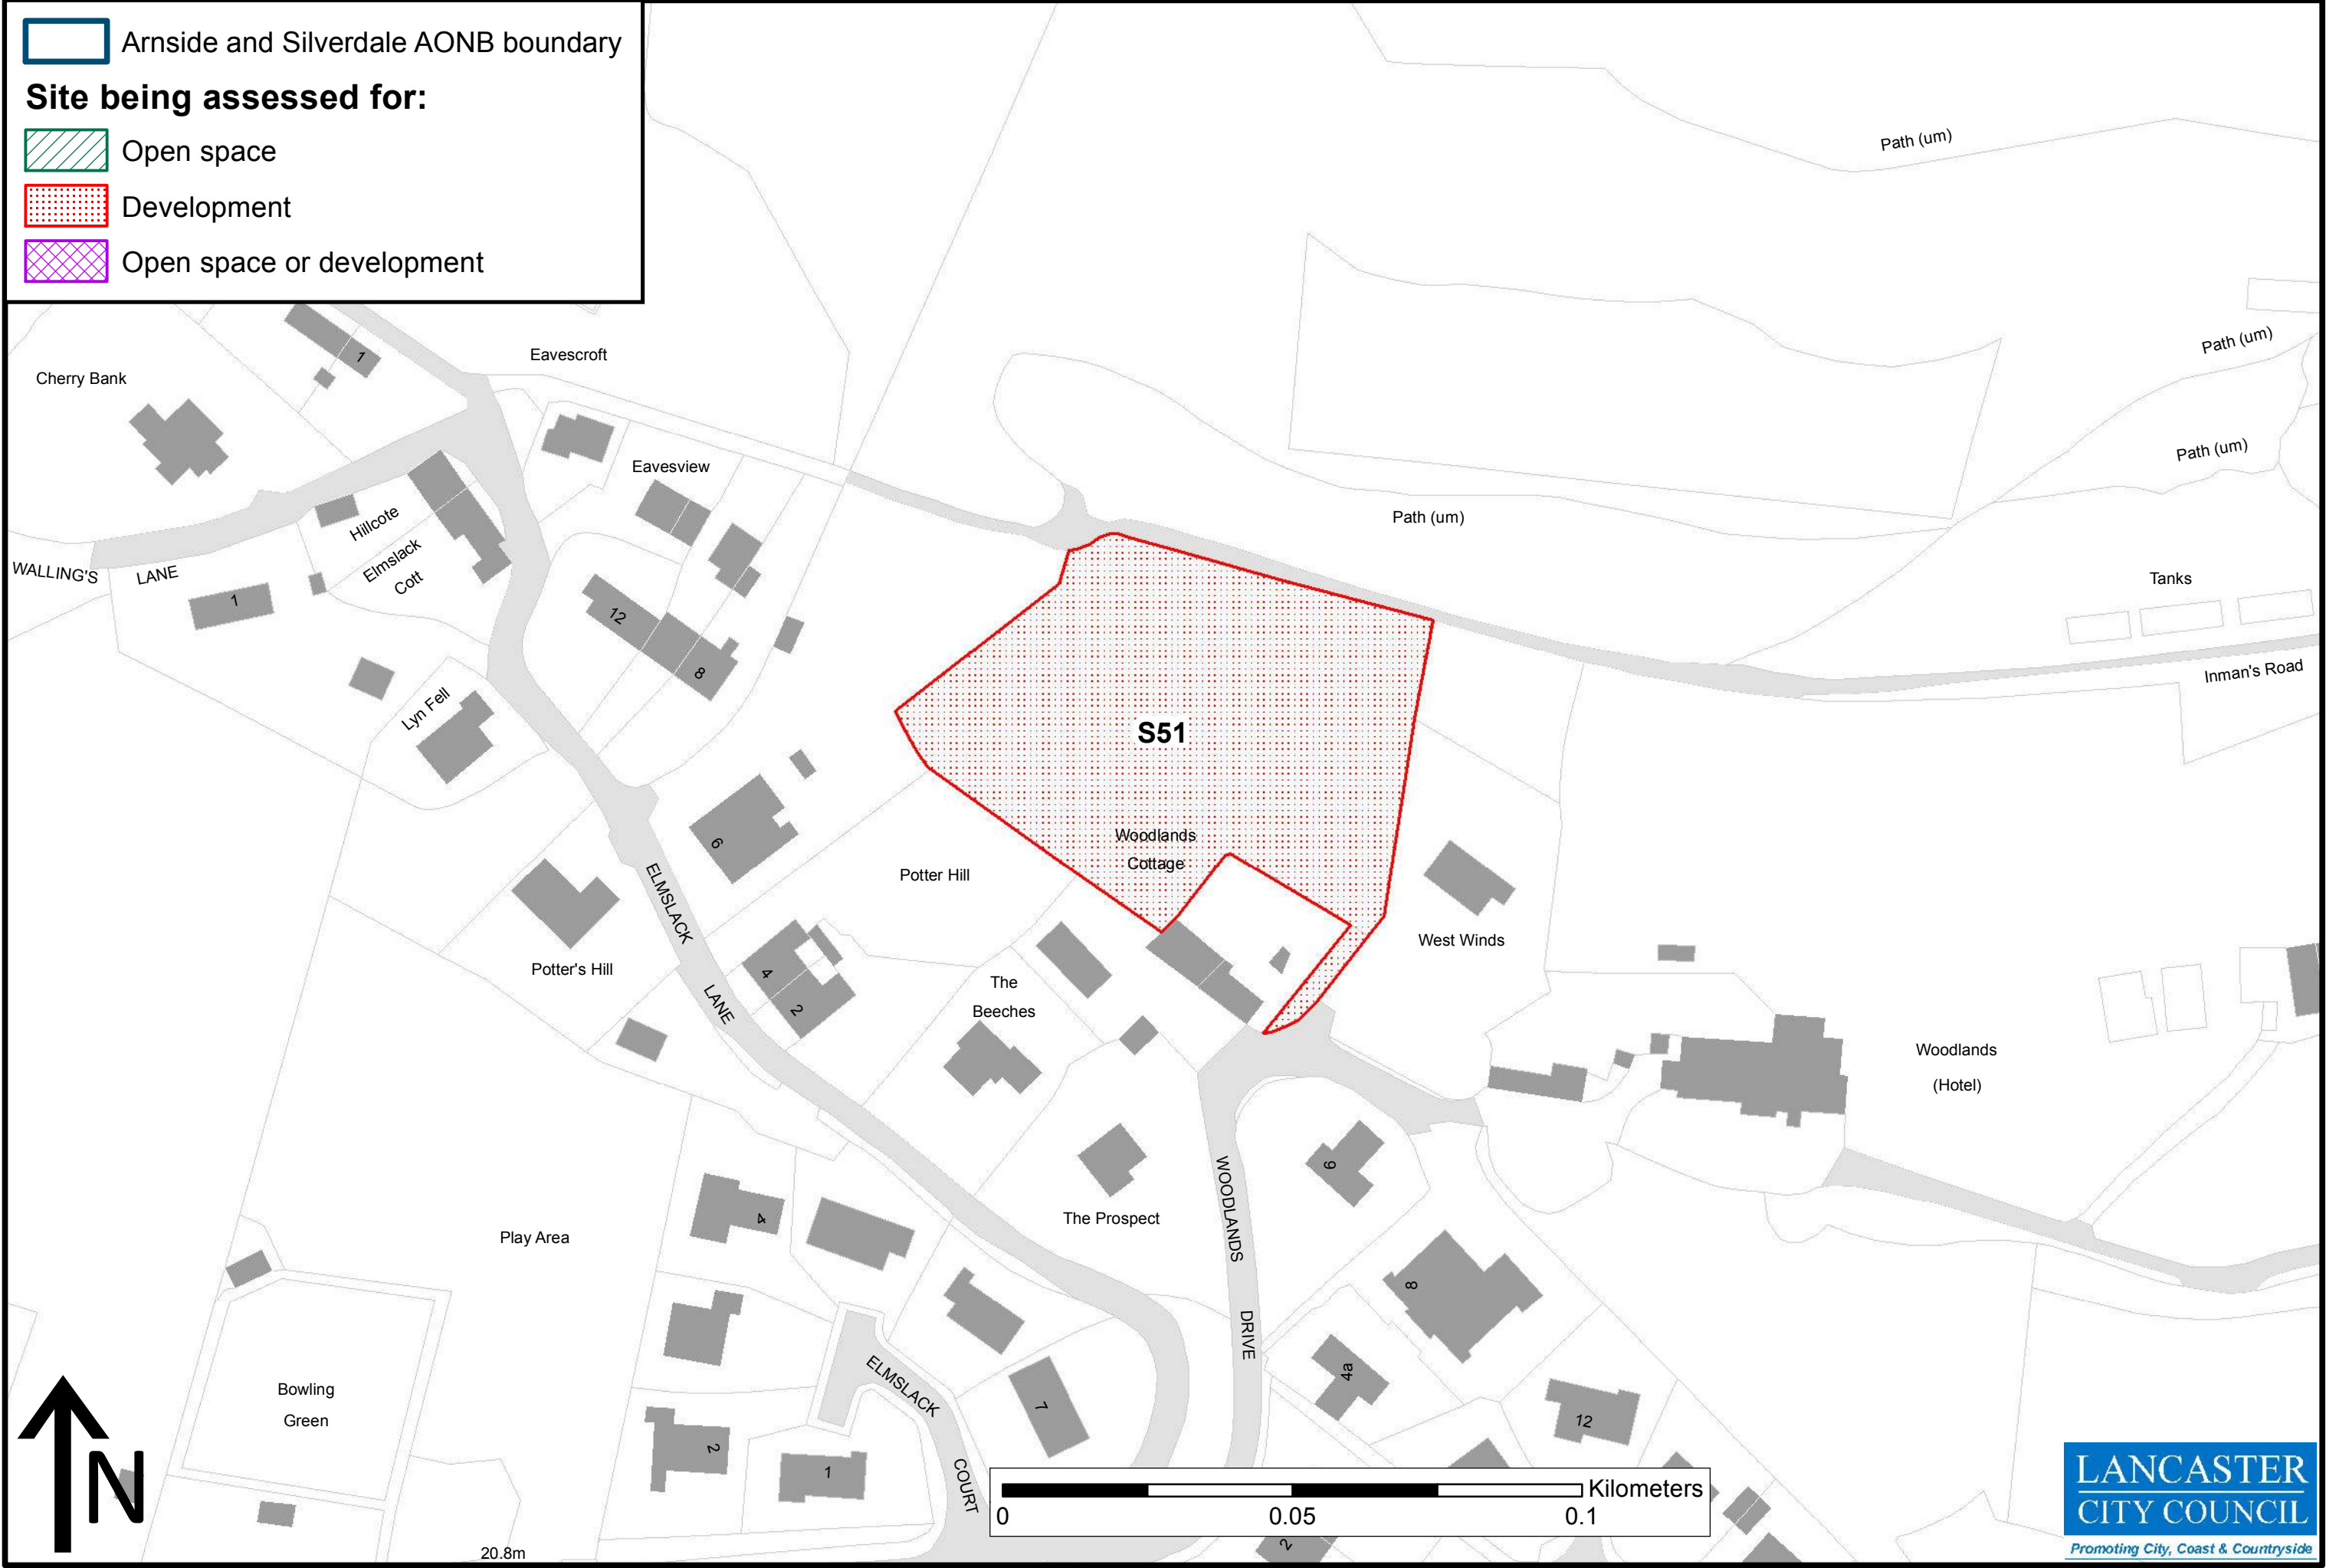 Arnside and Silverdale AONB boundary
Site being assessed for:
Open space
Development
Open space or development
Path (um)
Path (um)
Path (um)
Path (um)
Eavescroft
Cherry Bank
1
Eavesview
Hillcote
Elmslack
Cott
WALLING'S LANE
1
12
8
Lyn Fell
Tanks
Inman's Road
S51
Woodlands
Cottage
6
ELMSLACK
LANE
Potter Hill
Potter's Hill
4
2
The
Beeches
West Winds
Woodlands
(Hotel)
WOODLANDS
DRIVE
6
The Prospect
Play Area
4
8
4a
12
Bowling
Green
ELMSLACK
COURT
7
2
1
2
20.8m
N
0
0.05
0.1
Kilometers
LANCASTER
CITY COUNCIL
Promoting City, Coast & Countryside